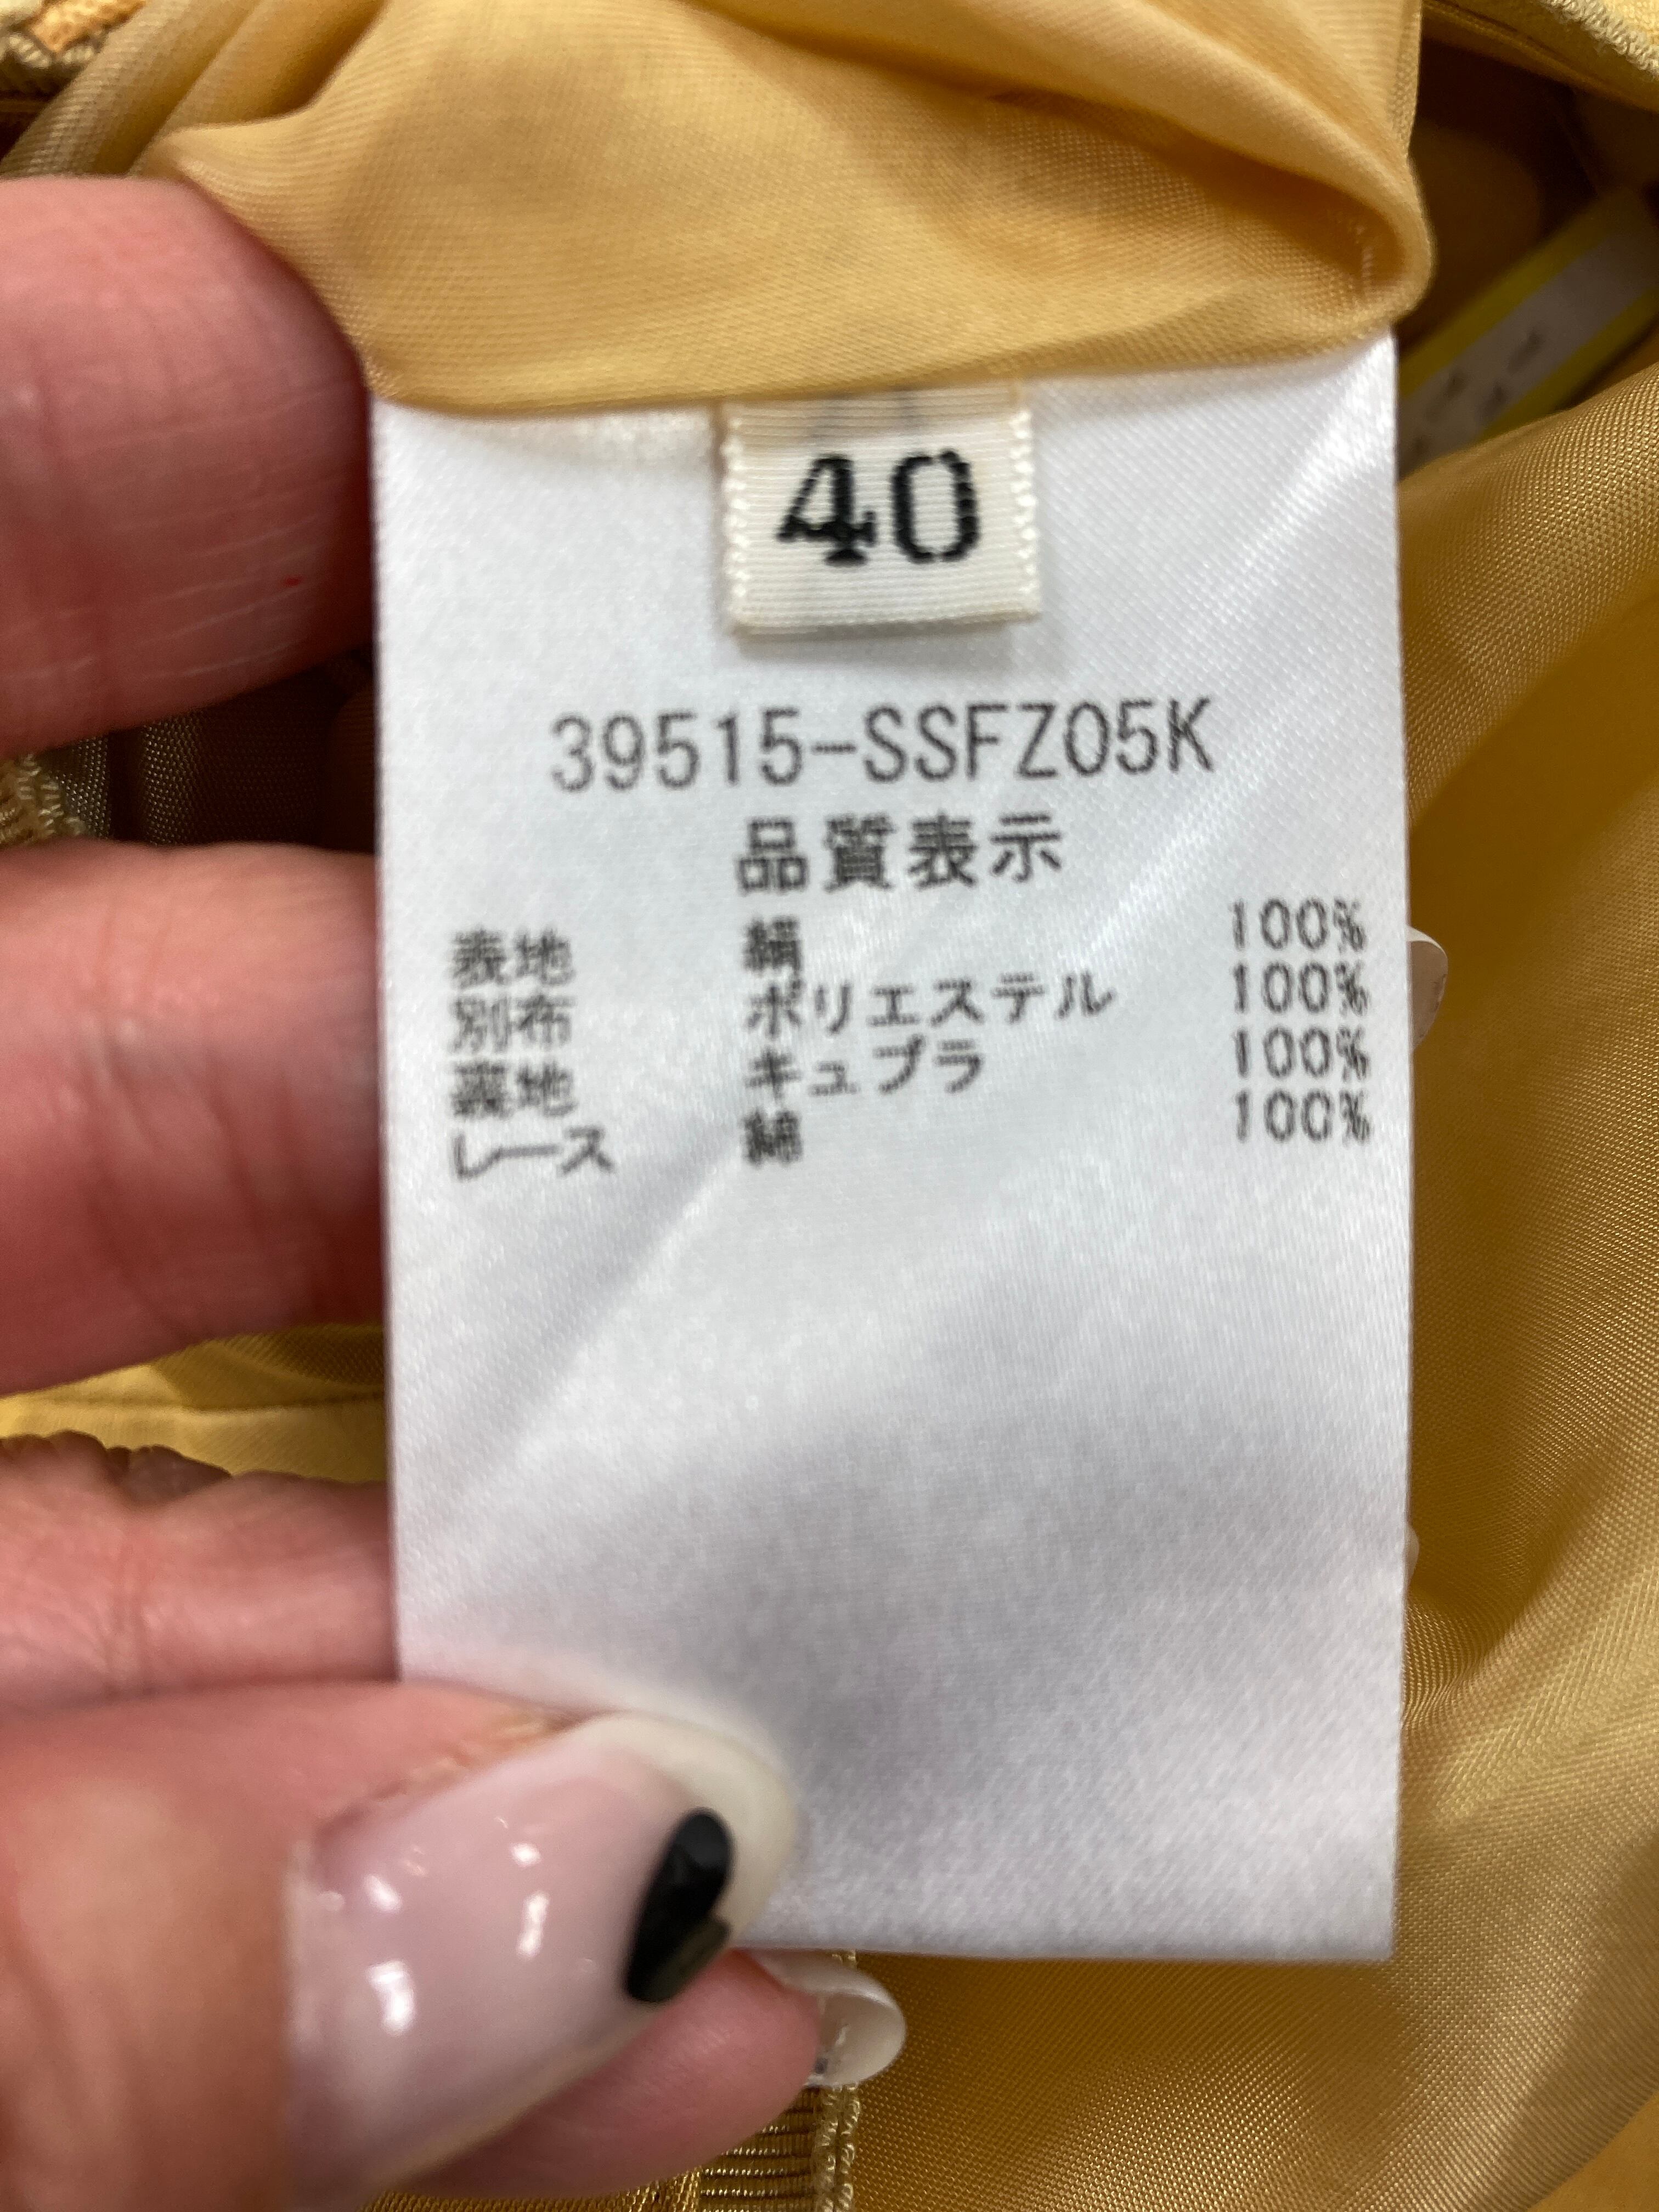 40
39515-SSFZ05K
品質表示
表地 絹 100%
別布 ポリエステル 100%
裏地 キュプラ 100%
レース 綿 100%